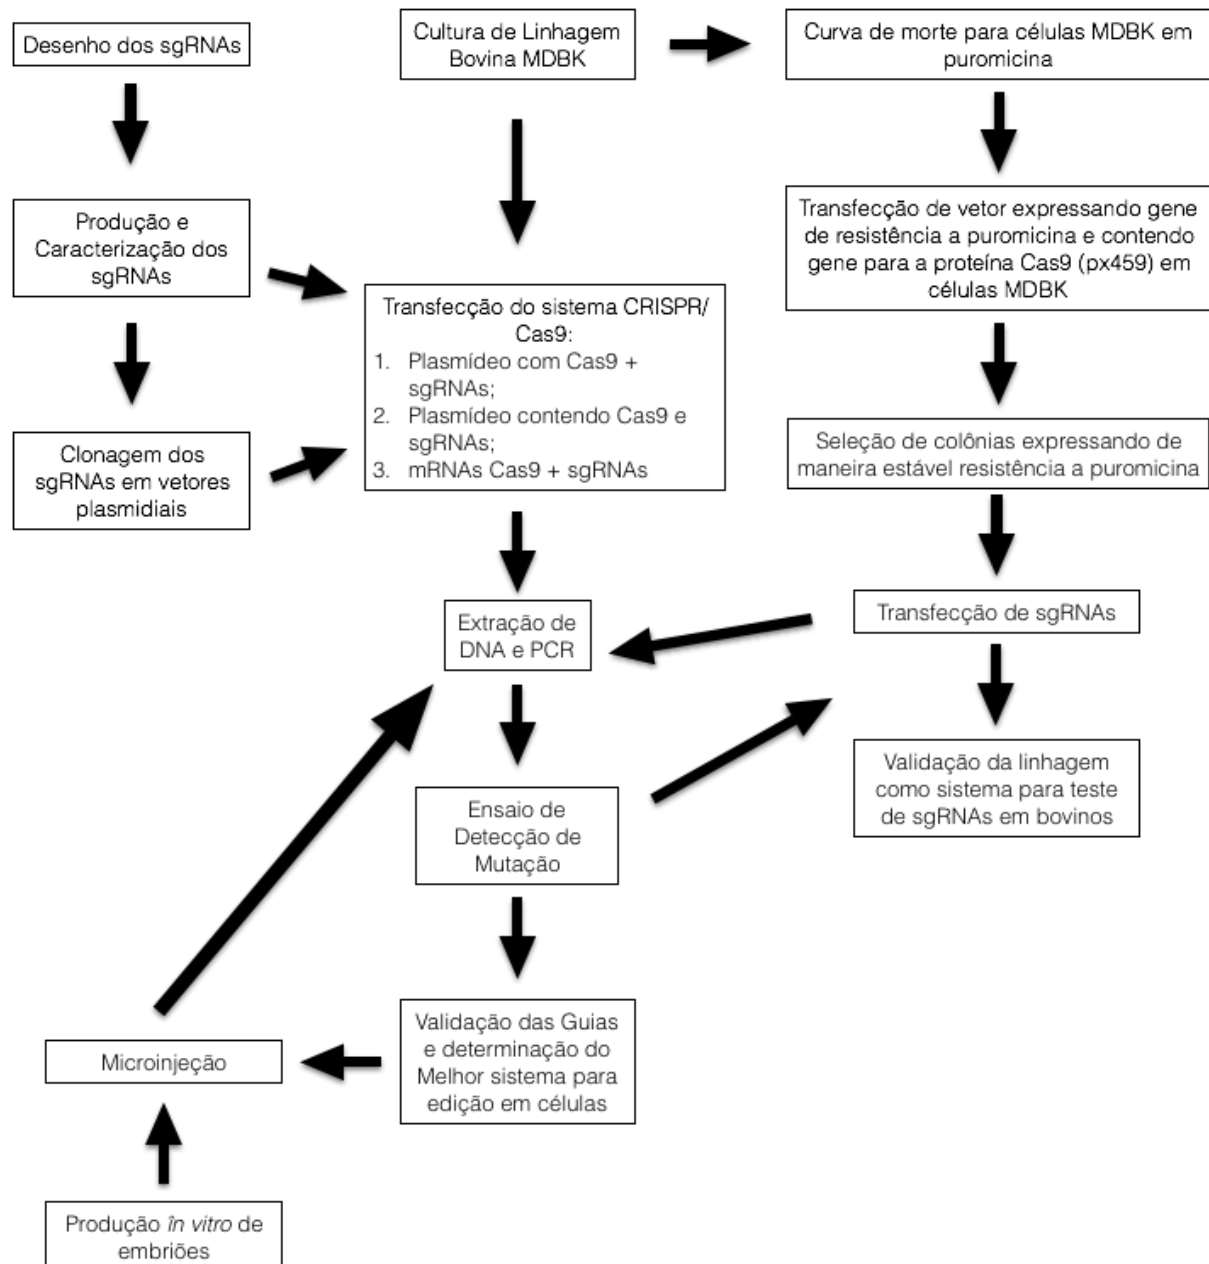 Desenho dos sgRNAs
Cultura de Linhagem
Bovina MDBK
Curva de morte para células MDBK em
puromicina
Produção e
Caracterização dos
sgRNAs
Transfecção de vetor expressando gene
de resistência a puromicina e contendo
gene para a proteína Cas9 (px459) em
células MDBK
Transfecção do sistema CRISPR/
Cas9:
1. Plasmídeo com Cas9 +
sgRNAs;
2. Plasmídeo contendo Cas9 e
sgRNAs;
3. mRNAs Cas9 + sgRNAs
Clonagem dos
sgRNAs em vetores
plasmidiais
Seleção de colônias expressando de
maneira estável resistência a puromicina
Extração de
DNA e PCR
Transfecção de sgRNAs
Ensaio de
Detecção de
Mutação
Validação da linhagem
como sistema para teste
de sgRNAs em bovinos
Validação das Guias
e determinação do
Melhor sistema para
edição em células
Microinjeção
Produção în vitro de
embriões